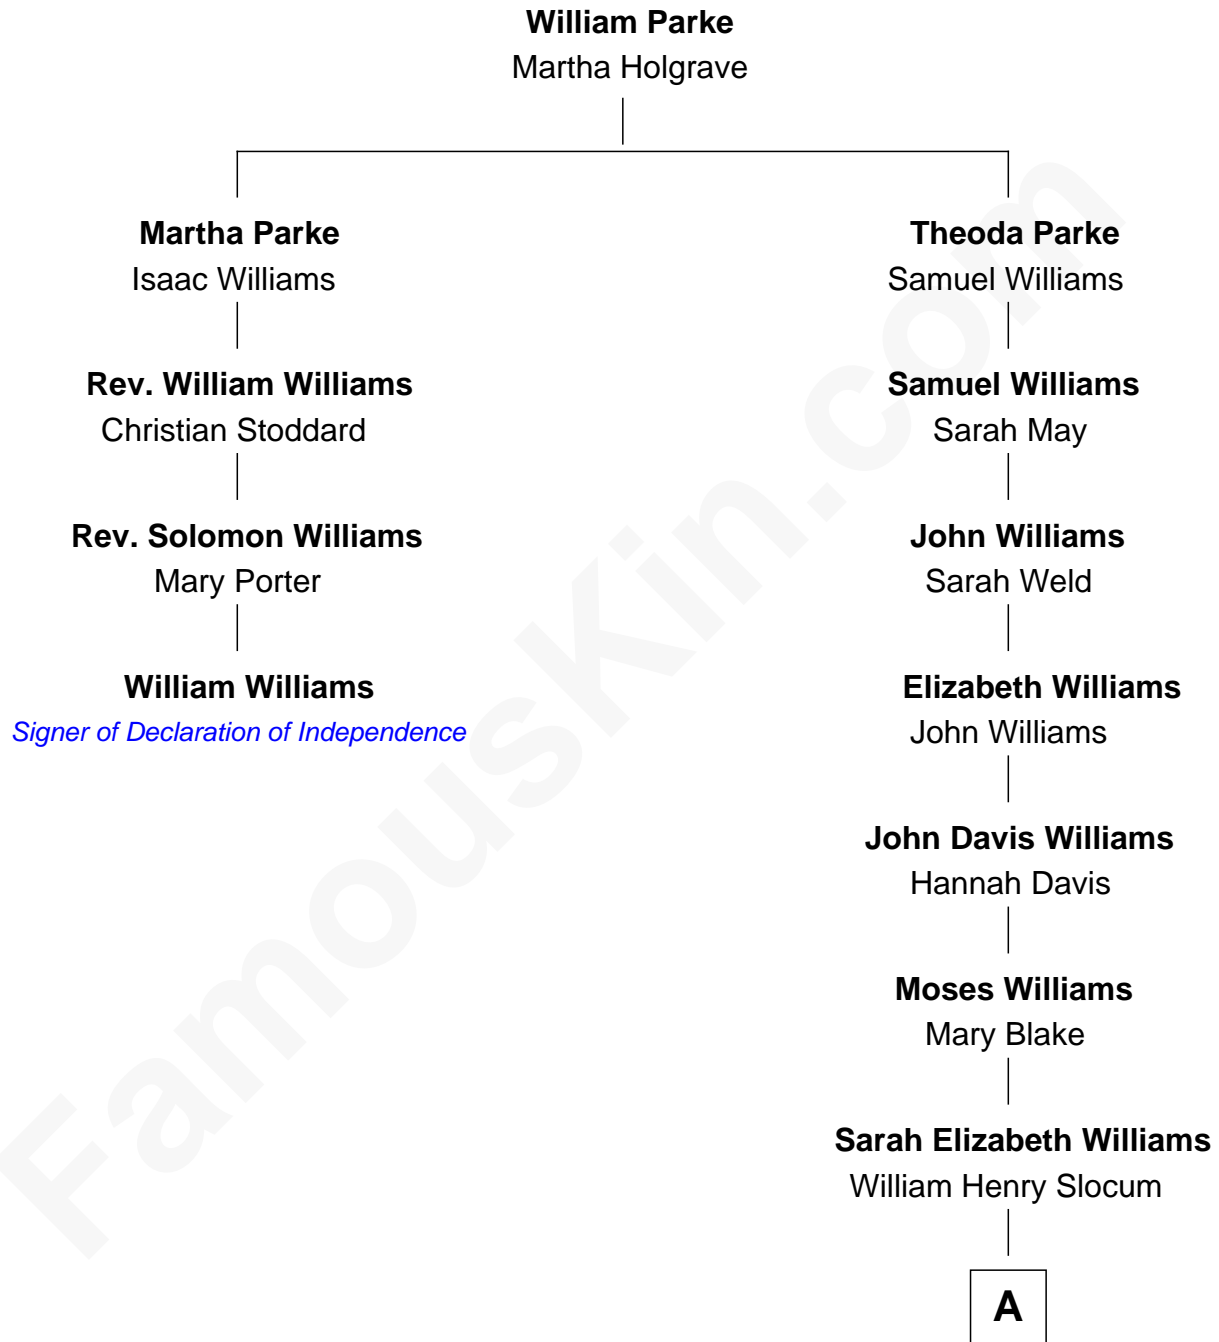 William Parke
Martha Holgrave
Martha Parke
Isaac Williams
Rev. William Williams
Christian Stoddard
Rev. Solomon Williams
Mary Porter
William Williams
Signer of Declaration of Independence
Theoda Parke
Samuel Williams
Samuel Williams
Sarah May
John Williams
Sarah Weld
Elizabeth Williams
John Williams
John Davis Williams
Hannah Davis
Moses Williams
Mary Blake
Sarah Elizabeth Williams
William Henry Slocum
A
FamousKin.com